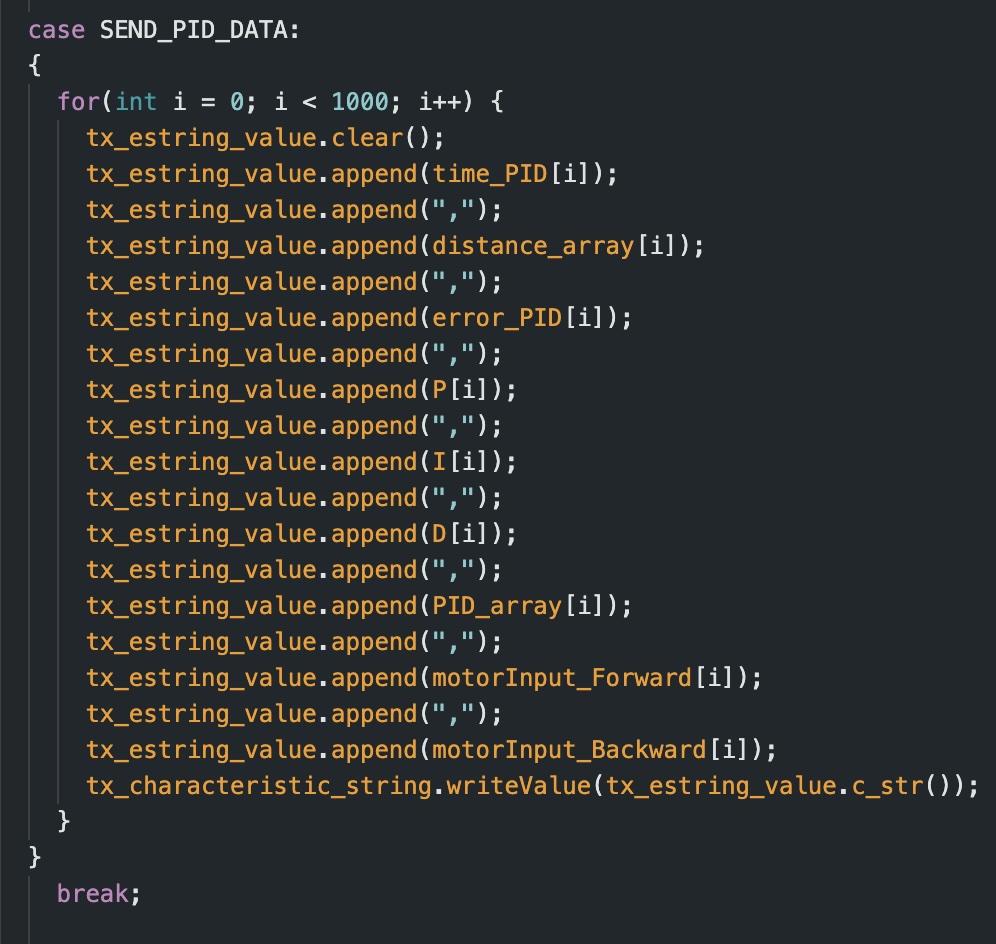 case SEND_PID_DATA:
{
for(int i = 0; i < 1000; i++) {
tx_estring_value.clear();
tx_estring_value.append(time_PID[i]);
tx_estring_value.append(",");
tx_estring_value.append(distance_array[i]);
tx_estring_value.append(",");
tx_estring_value.append(error_PID[i]);
tx_estring_value.append(",");
tx_estring_value.append(P[i]);
tx_estring_value.append(",");
tx_estring_value.append(I[i]);
tx_estring_value.append(",");
tx_estring_value.append(D[i]);
tx_estring_value.append(",");
tx_estring_value.append(PID_array[i]);
tx_estring_value.append(",");
tx_estring_value.append(motorInput_Forward[i]);
tx_estring_value.append(",");
tx_estring_value.append(motorInput_Backward[i]);
tx_characteristic_string.writeValue(tx_estring_value.c_str());
}
}
break;